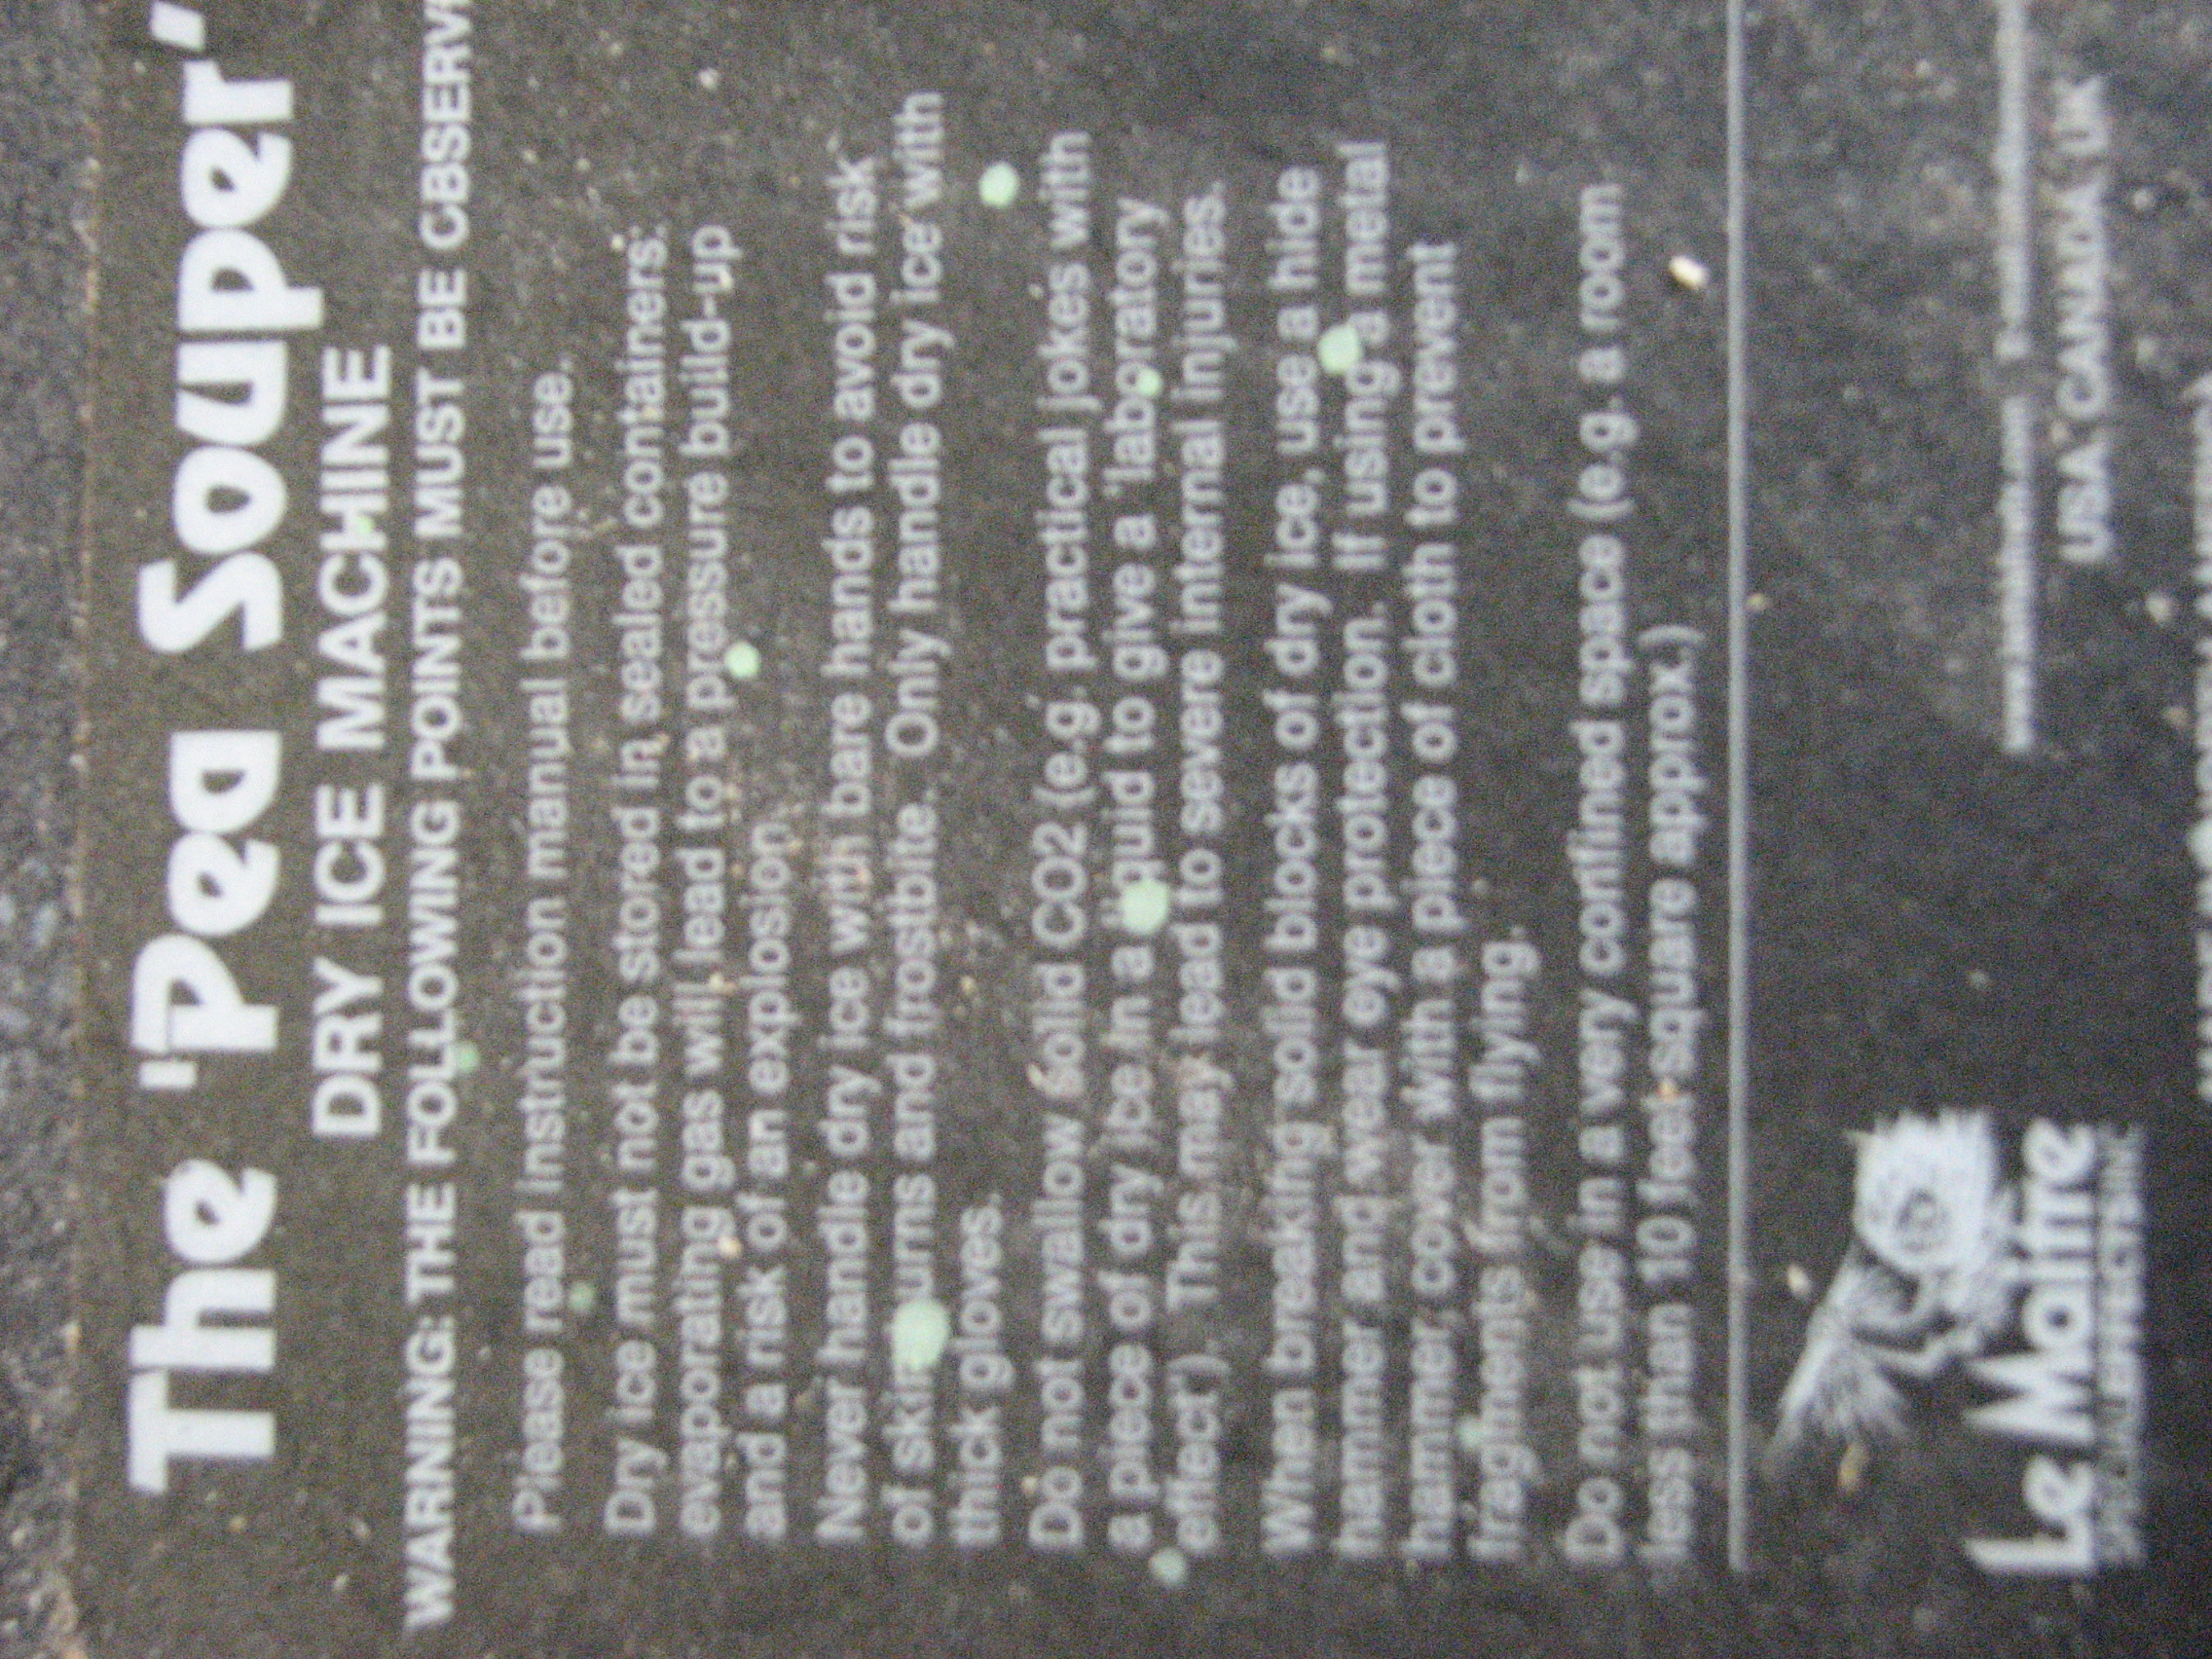 The 'Pea Souper'
DRY ICE MACHINE
WARNING: THE FOLLOWING POINTS MUST BE OBSERV
Please read instruction manual before use.
Dry ice must not be stored in sealed containers:
evaporating gas will lead to a pressure build-up
and a risk of an explosion.
Never handle dry ice with bare hands to avoid risk
of skin burns and frostbite. Only handle dry ice with
thick gloves.
Do not swallow solid CO2 (e.g. practical jokes with
a piece of dry ice in a liquid to give a 'laboratory
effect'). This may lead to severe internal injuries.
When breaking solid blocks of dry ice, use a hide
hammer and wear eye protection. If using a metal
hammer, cover with a piece of cloth to prevent
fragments from flying.
Do not use in a very confined space (e.g. a room
less than 10 feet square approx.)
Le Maitre
SPECIALEFFECTSINC
USA, CANADA, UK
MADE IN NORTH AMERICA